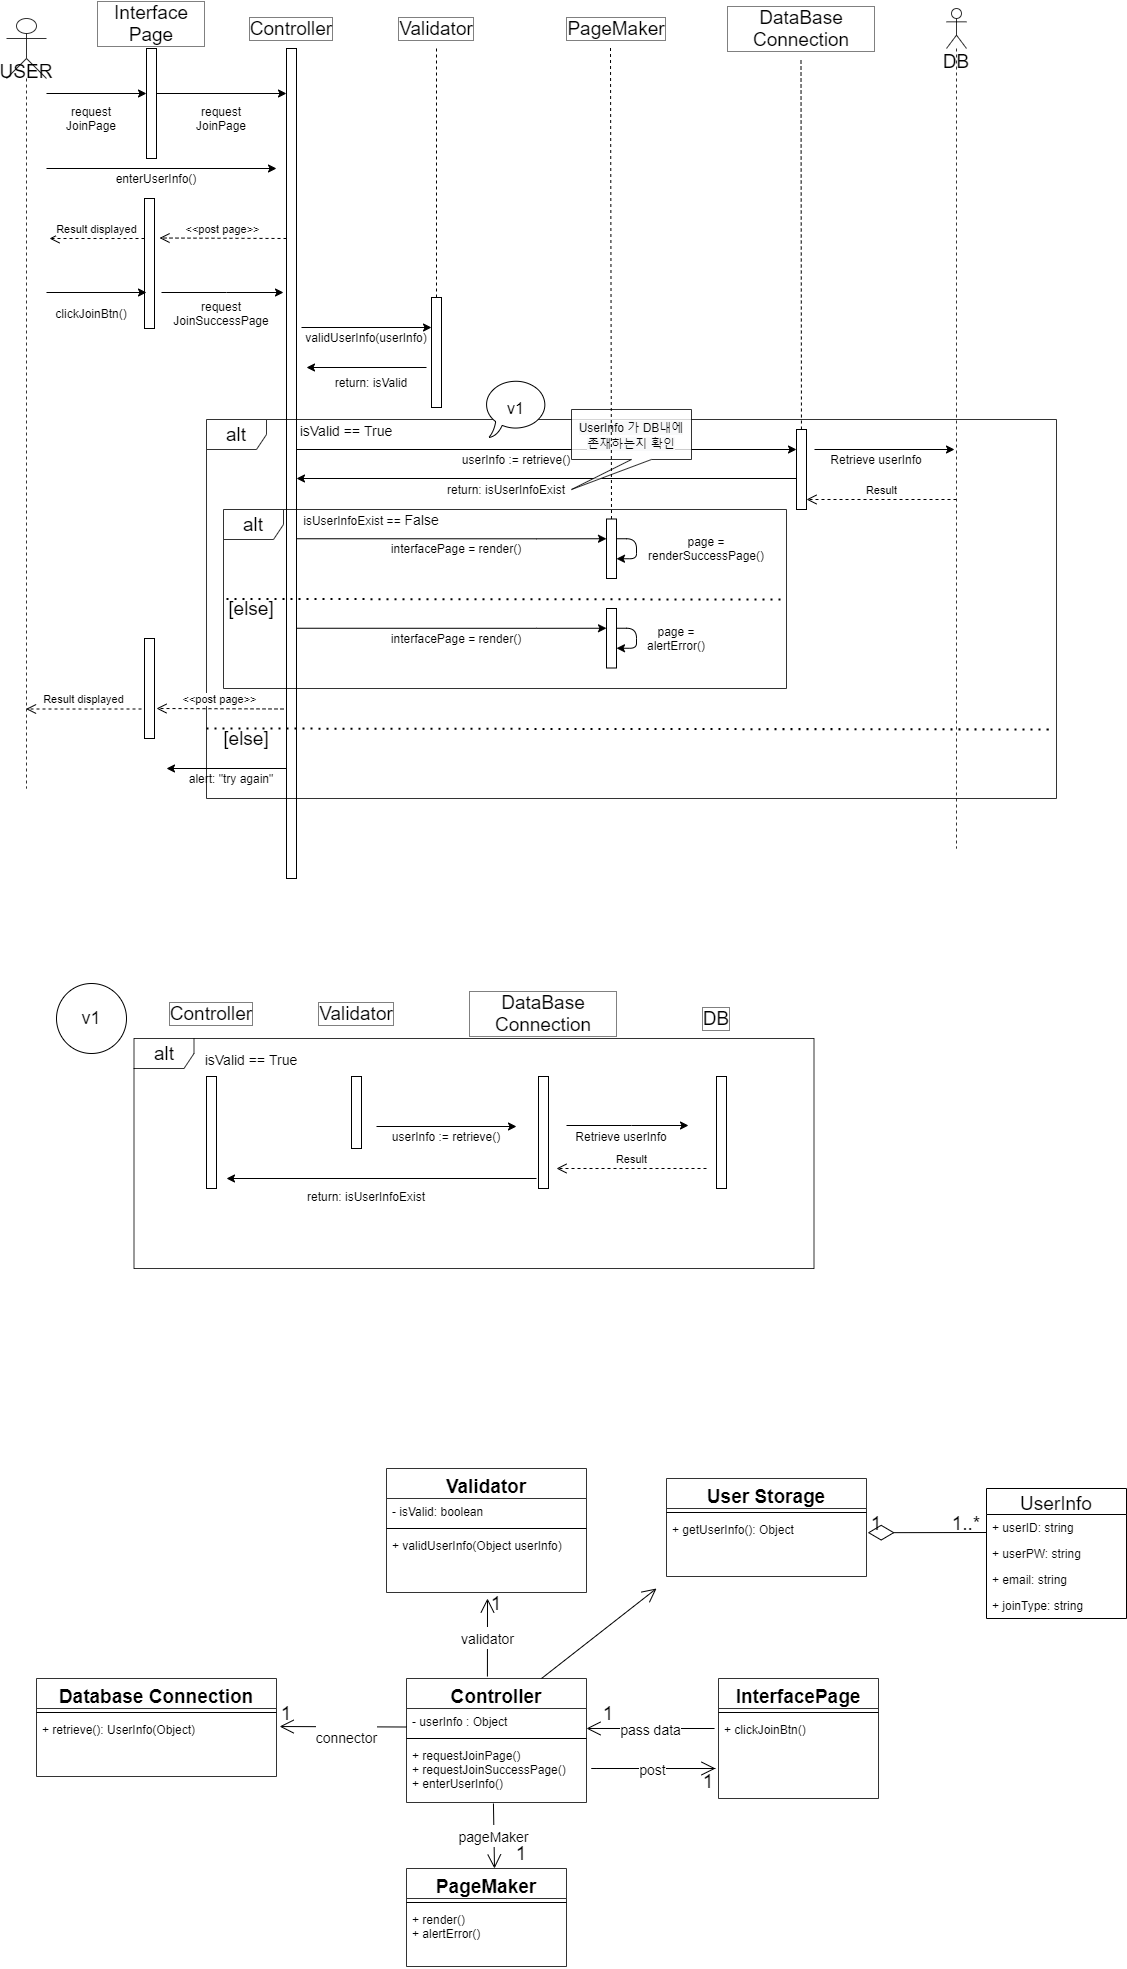 Interface
Page
Controller
Validator
PageMaker
DataBase
Connection
USER
DB
request
JoinPage
request
JoinPage
enterUserInfo()
Result displayed
<<post page>>
clickJoinBtn()
request
JoinSuccessPage
validUserInfo(userInfo)
return: isValid
v1
alt
isValid == True
UserInfo 가 DB내에
존재하는지 확인
userInfo := retrieve()
Retrieve userInfo
return: isUserInfoExist
Result
alt
isUserInfoExist == False
interfacePage = render()
page =
renderSuccessPage()
[else]
interfacePage = render()
page =
alertError()
Result displayed
<<post page>>
[else]
alert: "try again"
v1
Controller
Validator
DataBase
Connection
DB
alt
isValid == True
userInfo := retrieve()
Retrieve userInfo
Result
return: isUserInfoExist
Validator
- isValid: boolean
+ validUserInfo(Object userInfo)
User Storage
+ getUserInfo(): Object
1
1..*
UserInfo
+ userID: string
+ userPW: string
+ email: string
+ joinType: string
1
validator
Database Connection
+ retrieve(): UserInfo(Object)
1
connector
Controller
- userInfo : Object
+ requestJoinPage()
+ requestJoinSuccessPage()
+ enterUserInfo()
1
pass data
post
1
InterfacePage
+ clickJoinBtn()
pageMaker
1
PageMaker
+ render()
+ alertError()